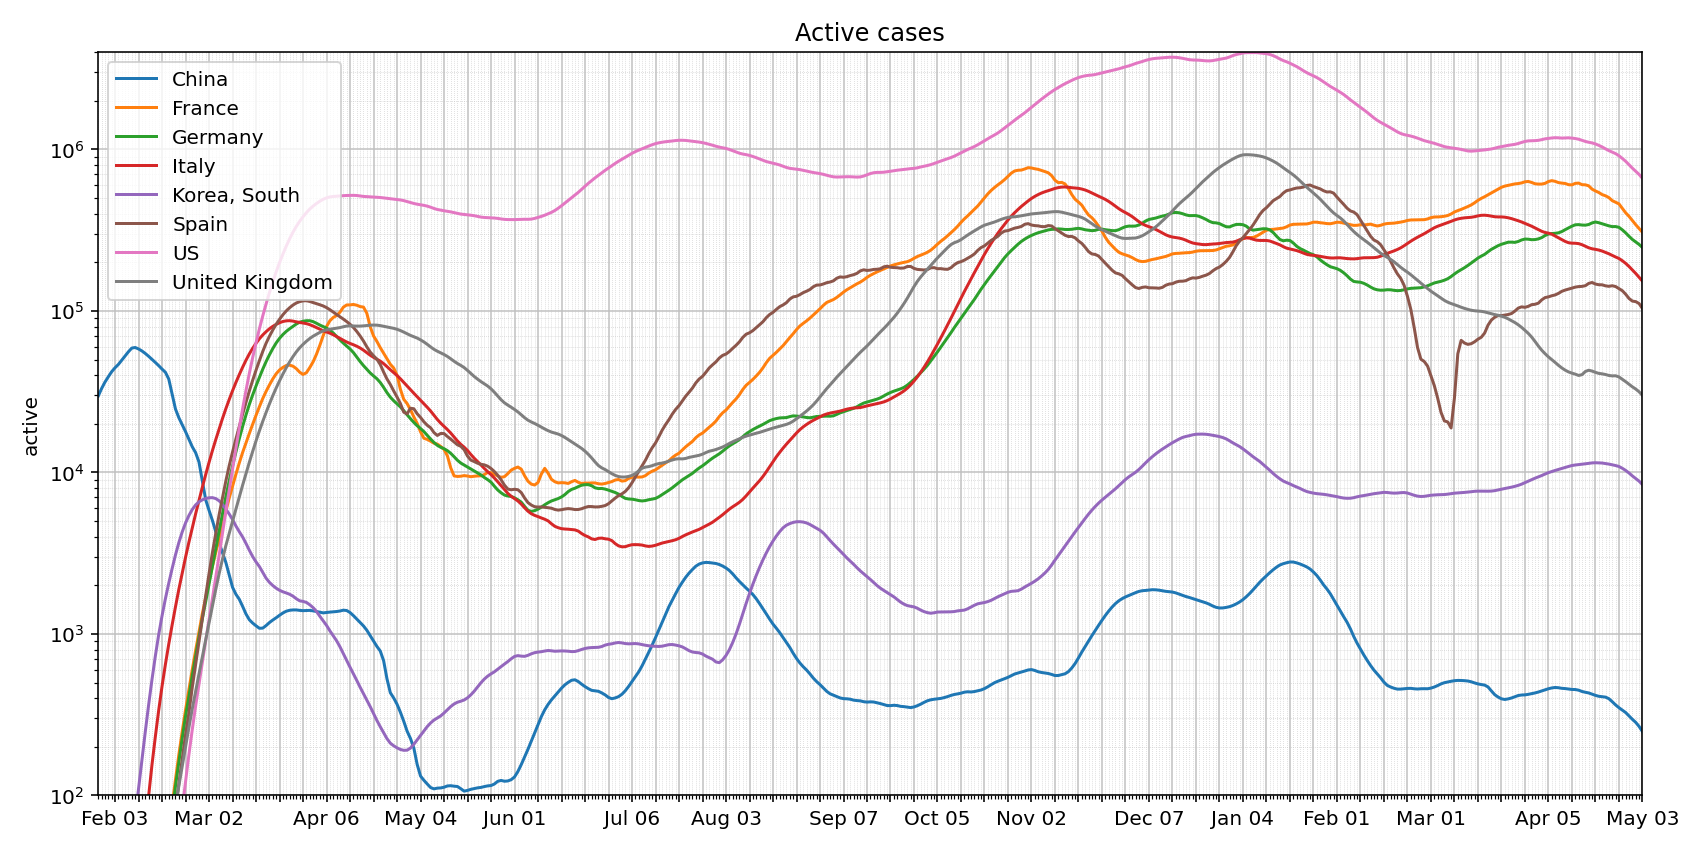 Active cases
active
China
France
Germany
Italy
Korea, South
Spain
US
United Kingdom
10^6
10^5
10^4
10^3
10^2
Feb 03 Mar 02 Apr 06 May 04 Jun 01 Jul 06 Aug 03 Sep 07 Oct 05 Nov 02 Dec 07 Jan 04 Feb 01 Mar 01 Apr 05 May 03